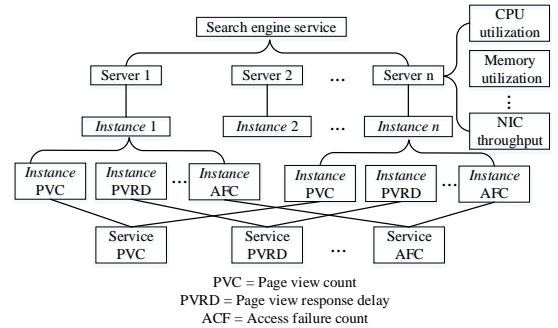 Search engine service
CPU
utilization
Server 1
Server 2
...
Server n
Memory
utilization
...
Instance 1
Instance 2
...
Instance n
NIC
throughput
Instance
PVC
Instance
PVRD
...
Instance
AFC
Instance
PVC
Instance
PVRD
...
Instance
AFC
Service
PVC
Service
PVRD
...
Service
AFC
PVC = Page view count
PVRD = Page view response delay
ACF = Access failure count